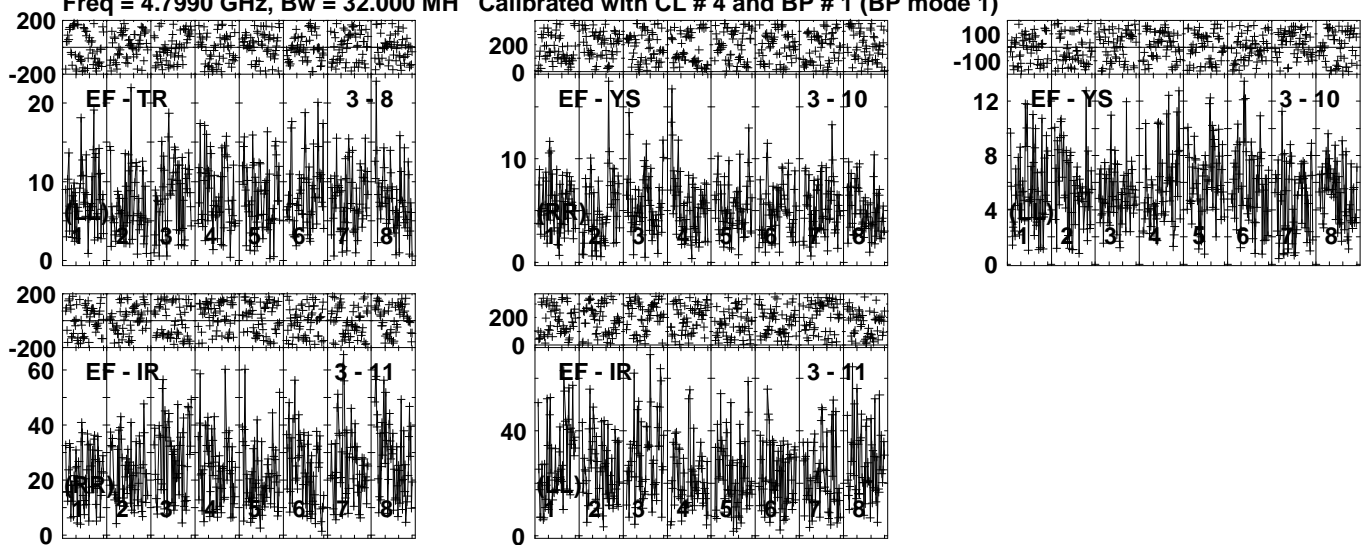 Freq = 4.7990 GHz, Bw = 32.000 MH Calibrated with CL # 4 and BP # 1 (BP mode 1)
200
-200
EF - TR 3 - 8
20
10
0
(LL)
1 2 3 4 5 6 7 8
200
0
EF - YS 3 - 10
10
0
(RR)
1 2 3 4 5 6 7 8
100
-100
EF - YS 3 - 10
12
8
4
0
(LL)
1 2 3 4 5 6 7 8
200
-200
EF - IR 3 - 11
60
40
20
0
(RR)
1 2 3 4 5 6 7 8
200
0
EF - IR 3 - 11
40
0
(LL)
1 2 3 4 5 6 7 8